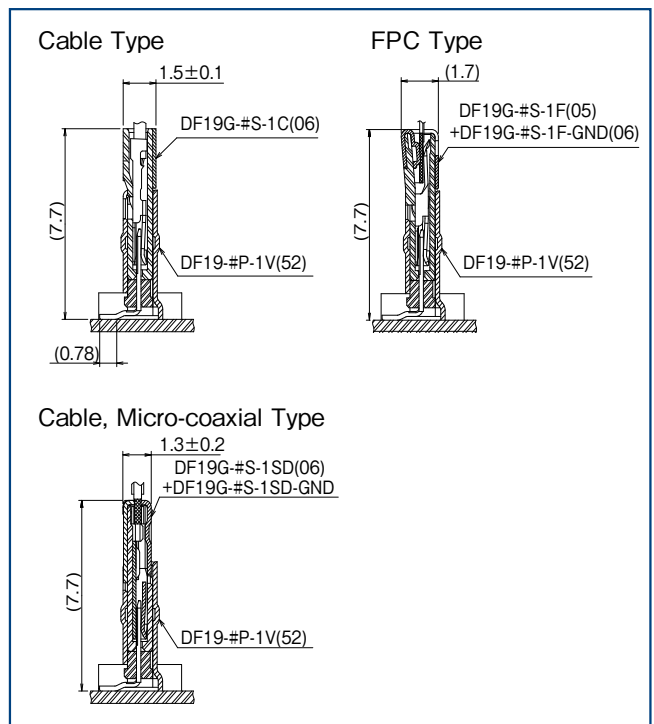 Cable Type
1.5±0.1
DF19G-#S-1C(06)
(7.7)
DF19-#P-1V(52)
(0.78)
FPC Type
(1.7)
DF19G-#S-1F(05)
+DF19G-#S-1F-GND(06)
(7.7)
DF19-#P-1V(52)
Cable, Micro-coaxial Type
1.3±0.2
DF19G-#S-1SD(06)
+DF19G-#S-1SD-GND
(7.7)
DF19-#P-1V(52)